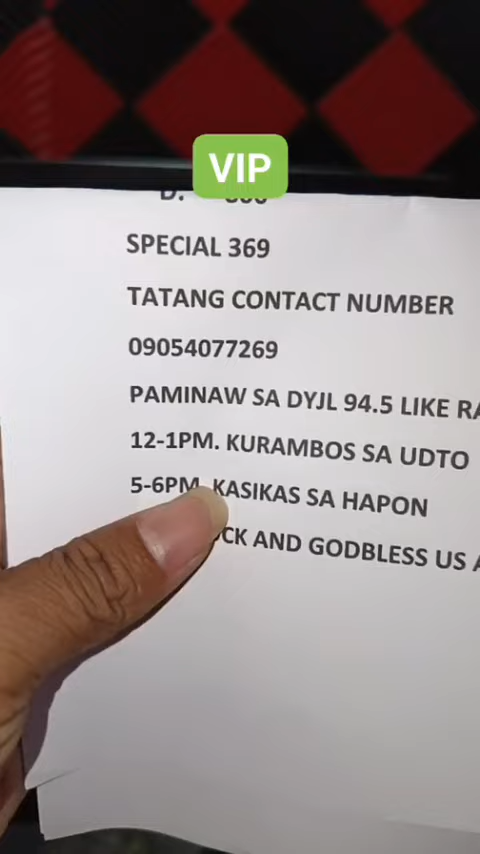 VIP
D.
SPECIAL 369
TATANG CONTACT NUMBER
09054077269
PAMINAW SA DYJL 94.5 LIKE
12-1PM. KURAMBOS SA UDTO
5-6PM. KASIKAS SA HAPON
AND GODBLESS US